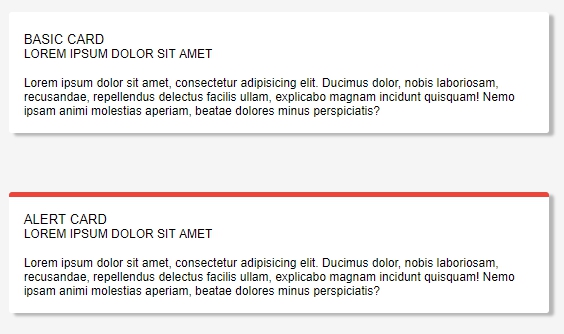 BASIC CARD
LOREM IPSUM DOLOR SIT AMET
Lorem ipsum dolor sit amet, consectetur adipisicing elit. Ducimus dolor, nobis laboriosam,
recusandae, repellendus delectus facilis ullam, explicabo magnam incidunt quisquam! Nemo
ipsam animi molestias aperiam, beatae dolores minus perspiciatis?
ALERT CARD
LOREM IPSUM DOLOR SIT AMET
Lorem ipsum dolor sit amet, consectetur adipisicing elit. Ducimus dolor, nobis laboriosam,
recusandae, repellendus delectus facilis ullam, explicabo magnam incidunt quisquam! Nemo
ipsam animi molestias aperiam, beatae dolores minus perspiciatis?